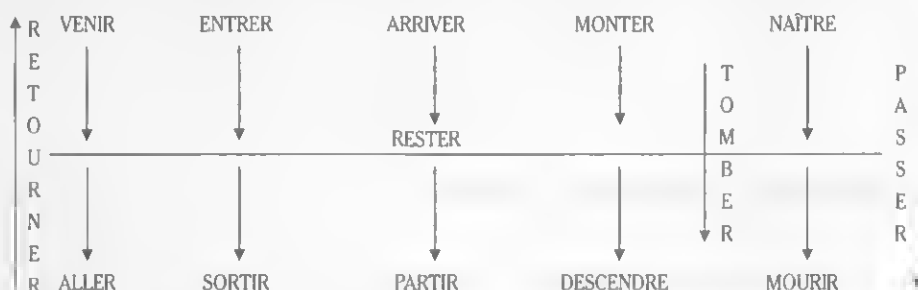 VENIR ENTRER ARRIVER MONTER NAÎTRE
RETOURNER
TOMBER
PASSER
RESTER
ALLER SORTIR PARTIR DESCENDRE MOURIR